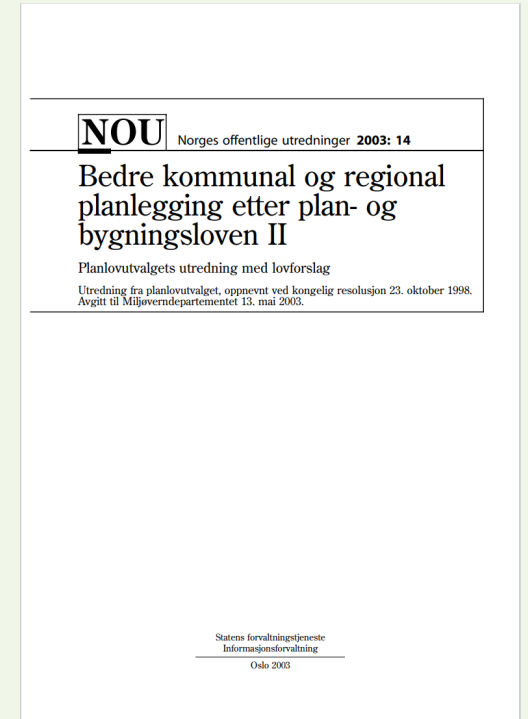 NOU Norges offentlige utredninger 2003: 14
Bedre kommunal og regional
planlegging etter plan- og
bygningsloven II
Planlovutvalgets utredning med lovforslag
Utredning fra planlovutvalget, oppnevnt ved kongelig resolusjon 23. oktober 1998.
Avgitt til Miljøverndepartementet 13. mai 2003.
Statens forvaltningstjeneste
Informasjonsforvaltning
Oslo 2003